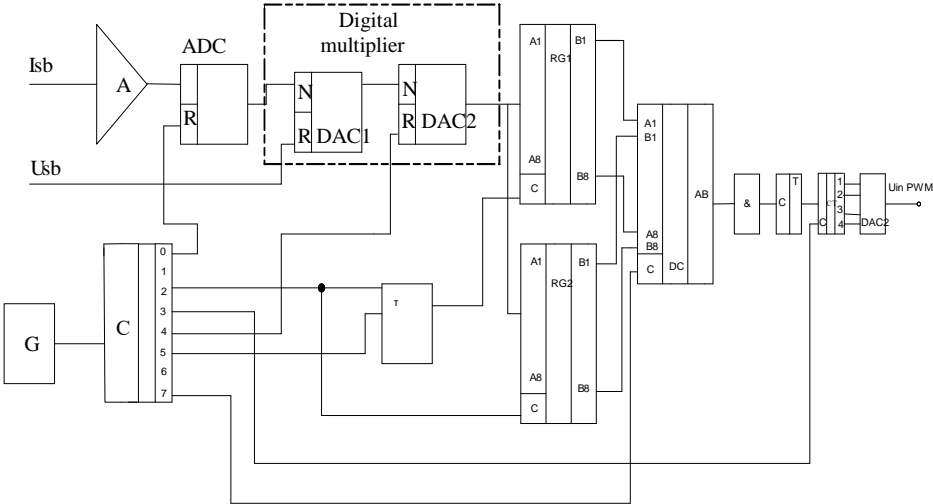 Digital
multiplier
Isb
A
ADC
R
N
R
DAC1
N
R
DAC2
Usb
A1
RG1
B1
A8
B8
C
A1
B1
A8
B8
C
DC
AB
&
C
T
C
CT
1
2
3
4
DAC2
Uin PWM
A1
RG2
B1
A8
B8
C
T
G
C
0
1
2
3
4
5
6
7